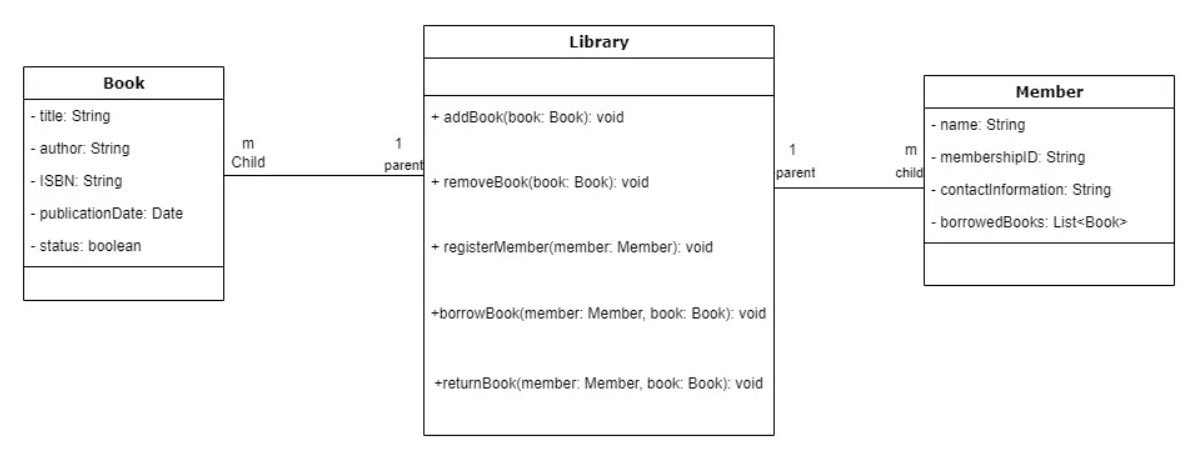 Book
- title: String
- author: String
- ISBN: String
- publicationDate: Date
- status: boolean
m
Child
1
parent
Library
+ addBook(book: Book): void
+ removeBook(book: Book): void
+ registerMember(member: Member): void
+borrowBook(member: Member, book: Book): void
+returnBook(member: Member, book: Book): void
1
parent
m
child
Member
- name: String
- membershipID: String
- contactInformation: String
- borrowedBooks: List<Book>